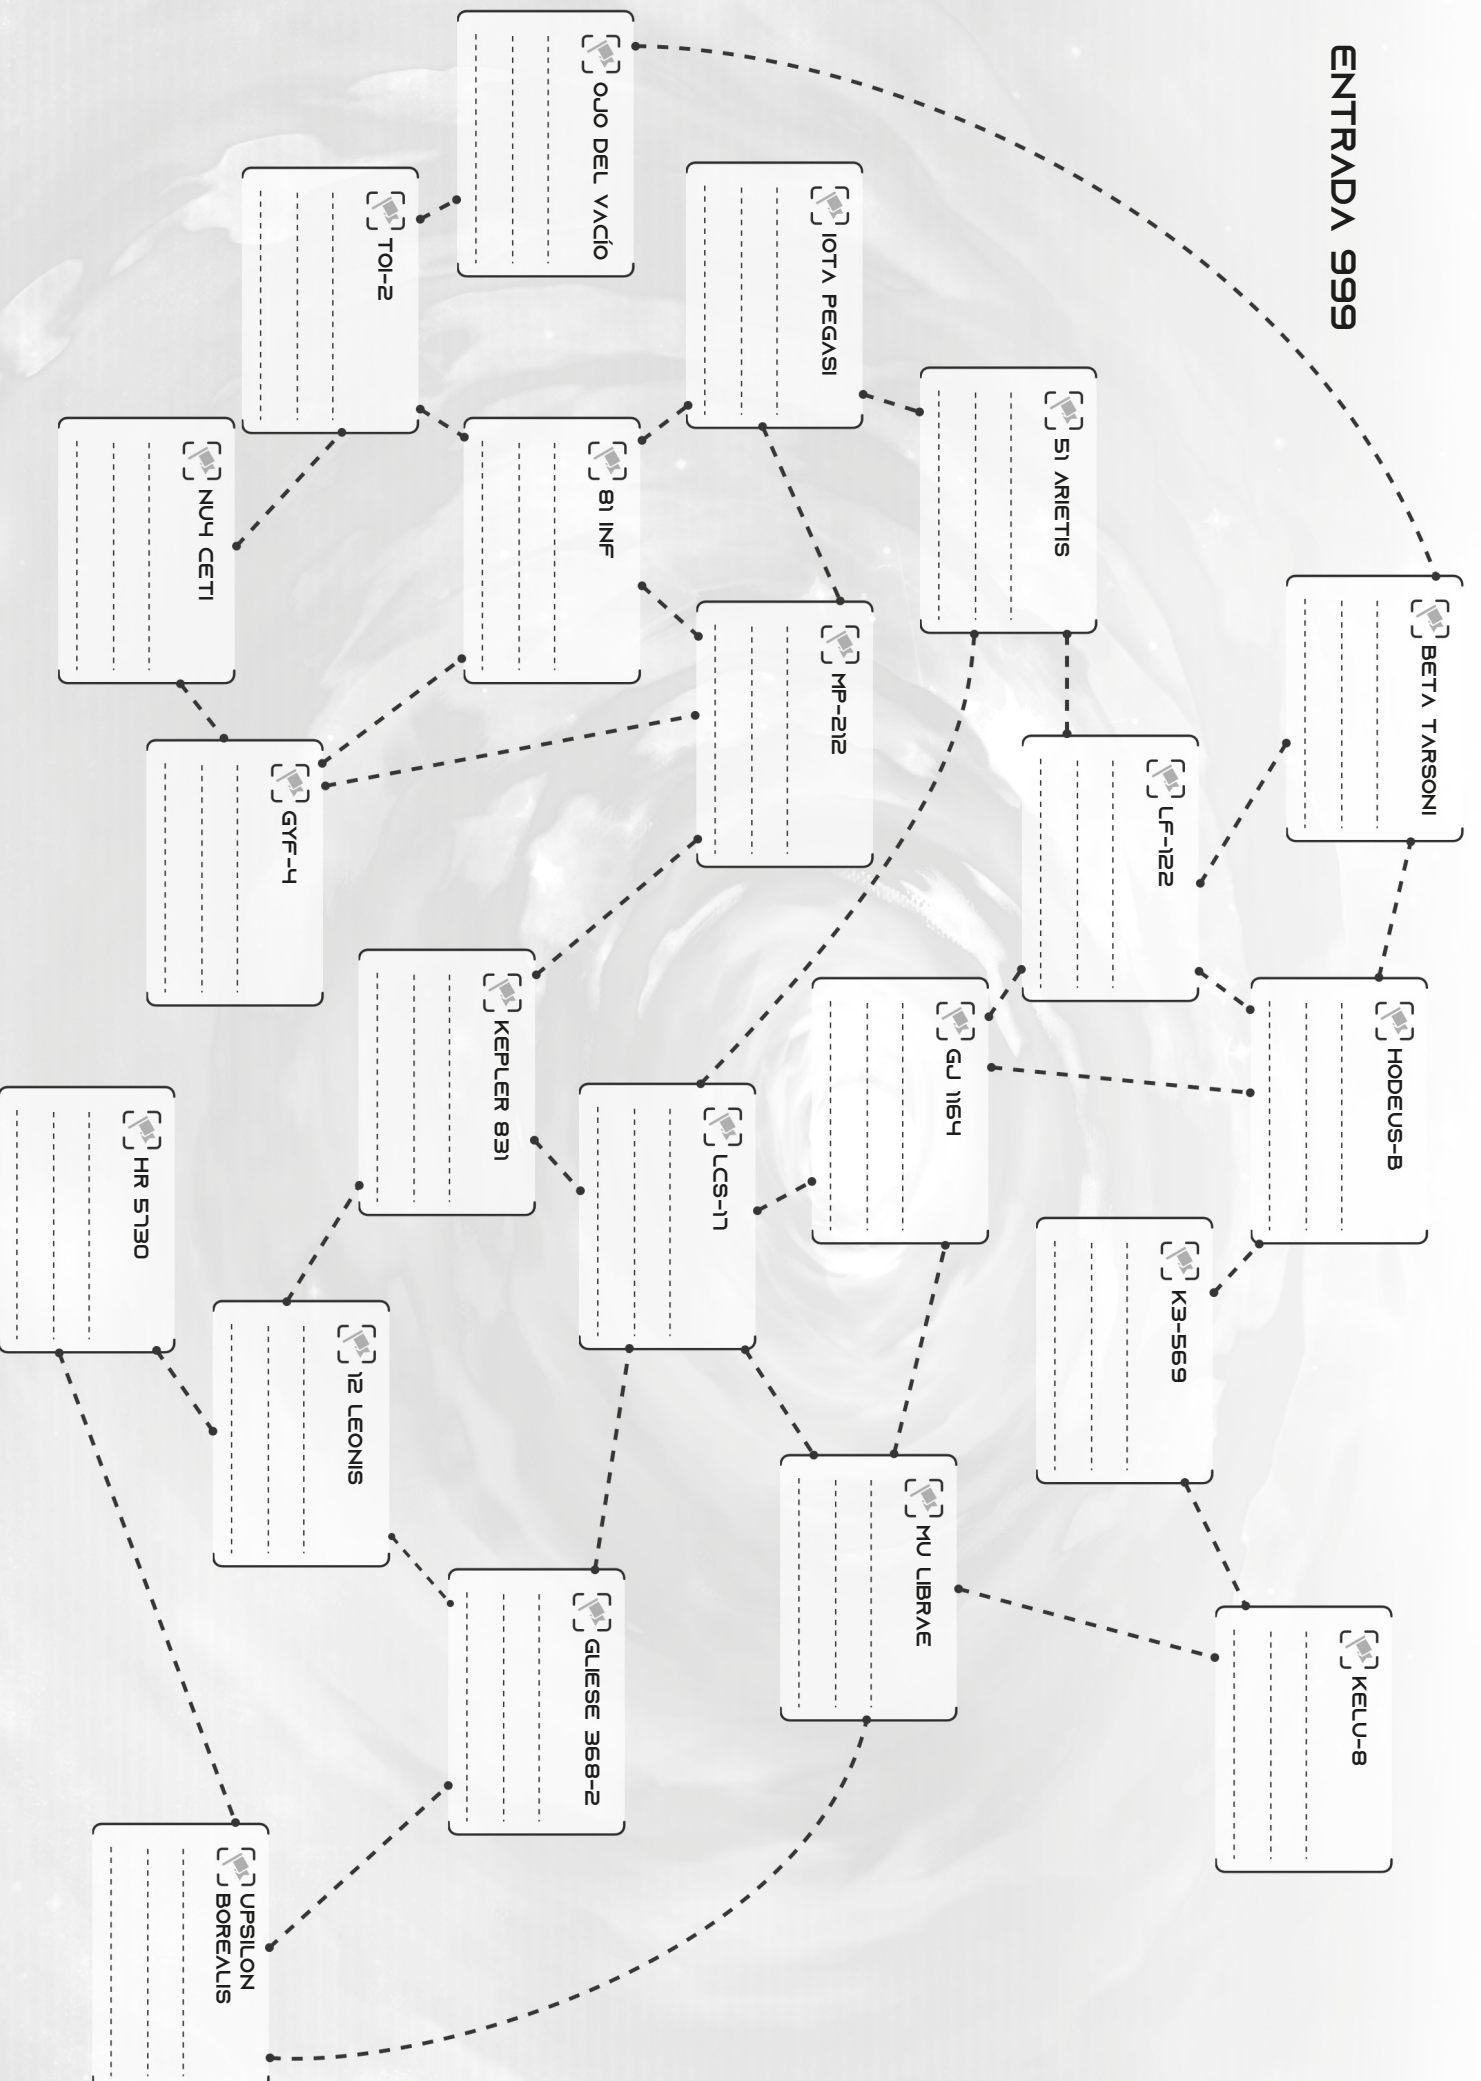 ENTRADA 999
BETA TARSONI
HODEUS-B
KELU-8
LF-122
K3-569
51 ARIETIS
GJ 1164
MU LIBRAE
IOTA PEGASI
MP-212
LCS-17
OJO DEL VACÍO
81 INF
KEPLER 831
GLIESE 368-2
TOI-2
12 LEONIS
GYF-4
UPSILON
BOREALIS
NU4 CETI
HR 5730